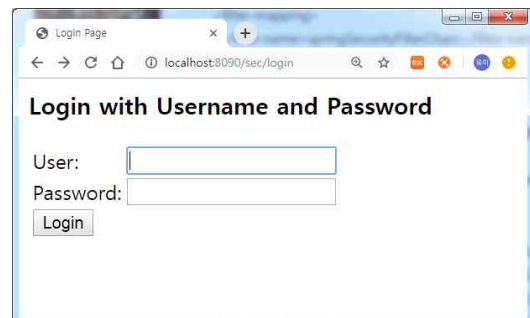 Login Page
localhost:8090/sec/login
Login with Username and Password
User:
Password:
Login